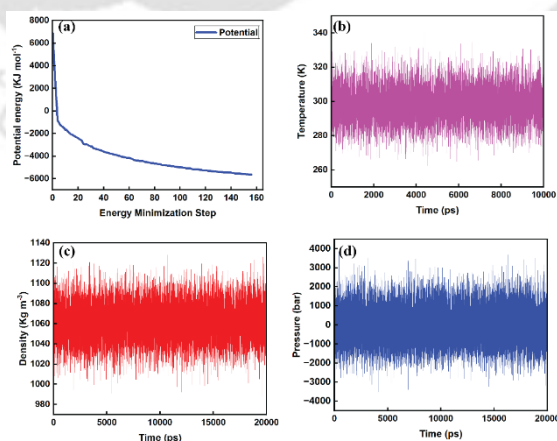 (a)
Potential
Potential energy (KJ mol⁻¹)
8000
6000
4000
2000
0
−2000
−4000
−6000
0 20 40 60 80 100 120 140 160
Energy Minimization Step
(b)
Temperature (K)
340
320
300
280
260
0 2000 4000 6000 8000 10000
Time (ps)
(c)
Density (Kg m⁻³)
1140
1120
1100
1080
1060
1040
1020
1000
980
0 5000 10000 15000 20000
Time (ps)
(d)
Pressure (bar)
4000
3000
2000
1000
0
−1000
−2000
−3000
−4000
0 5000 10000 15000 20000
Time (ps)